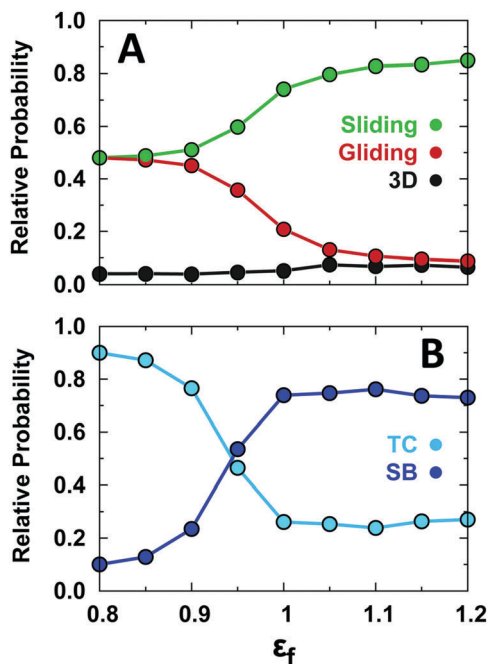 A
Relative Probability
1.0
0.8
0.6
0.4
0.2
0.0
Sliding
Gliding
3D
B
Relative Probability
1.0
0.8
0.6
0.4
0.2
0.0
TC
SB
0.8 0.9 1 1.1 1.2
εf